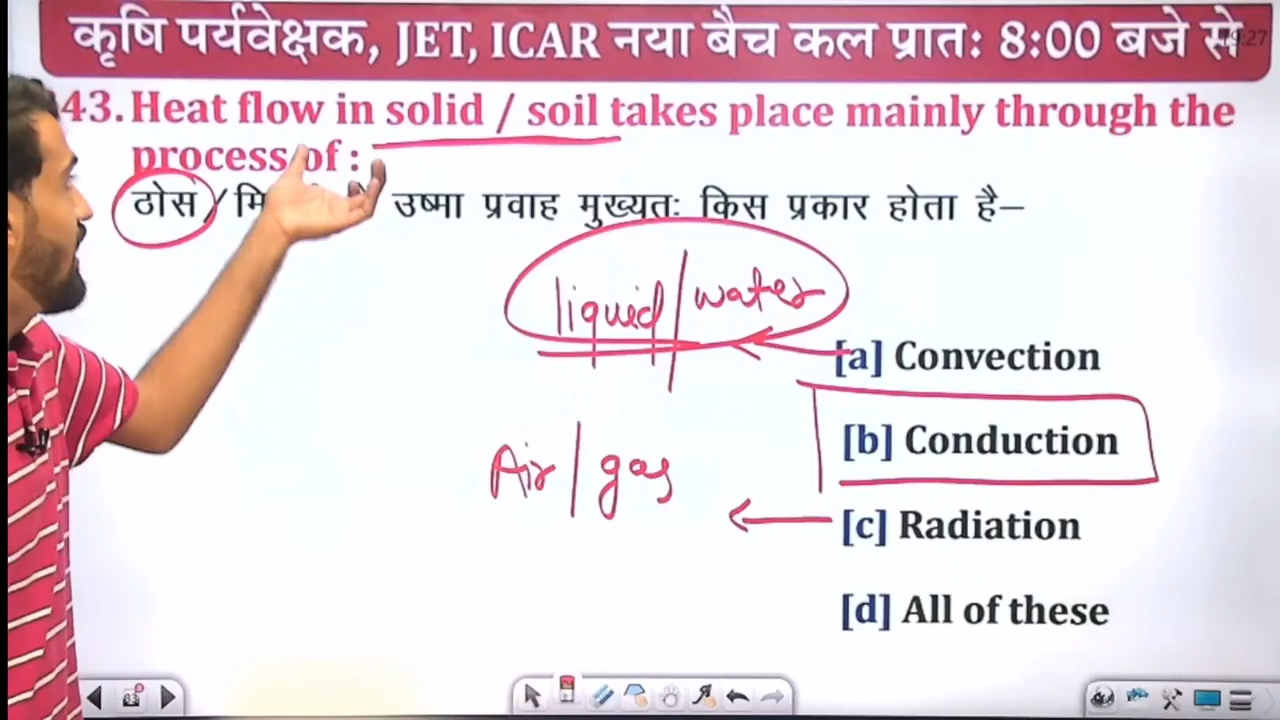 कृषि पर्यवेक्षक, JET, ICAR नया बैच कल प्रातः 8:00 बजे से
43. Heat flow in solid / soil takes place mainly through the
process of :
ठोस / उष्मा प्रवाह मुख्यतः किस प्रकार होता है–
liquid / water
[a] Convection
[b] Conduction
Air / gas
[c] Radiation
[d] All of these